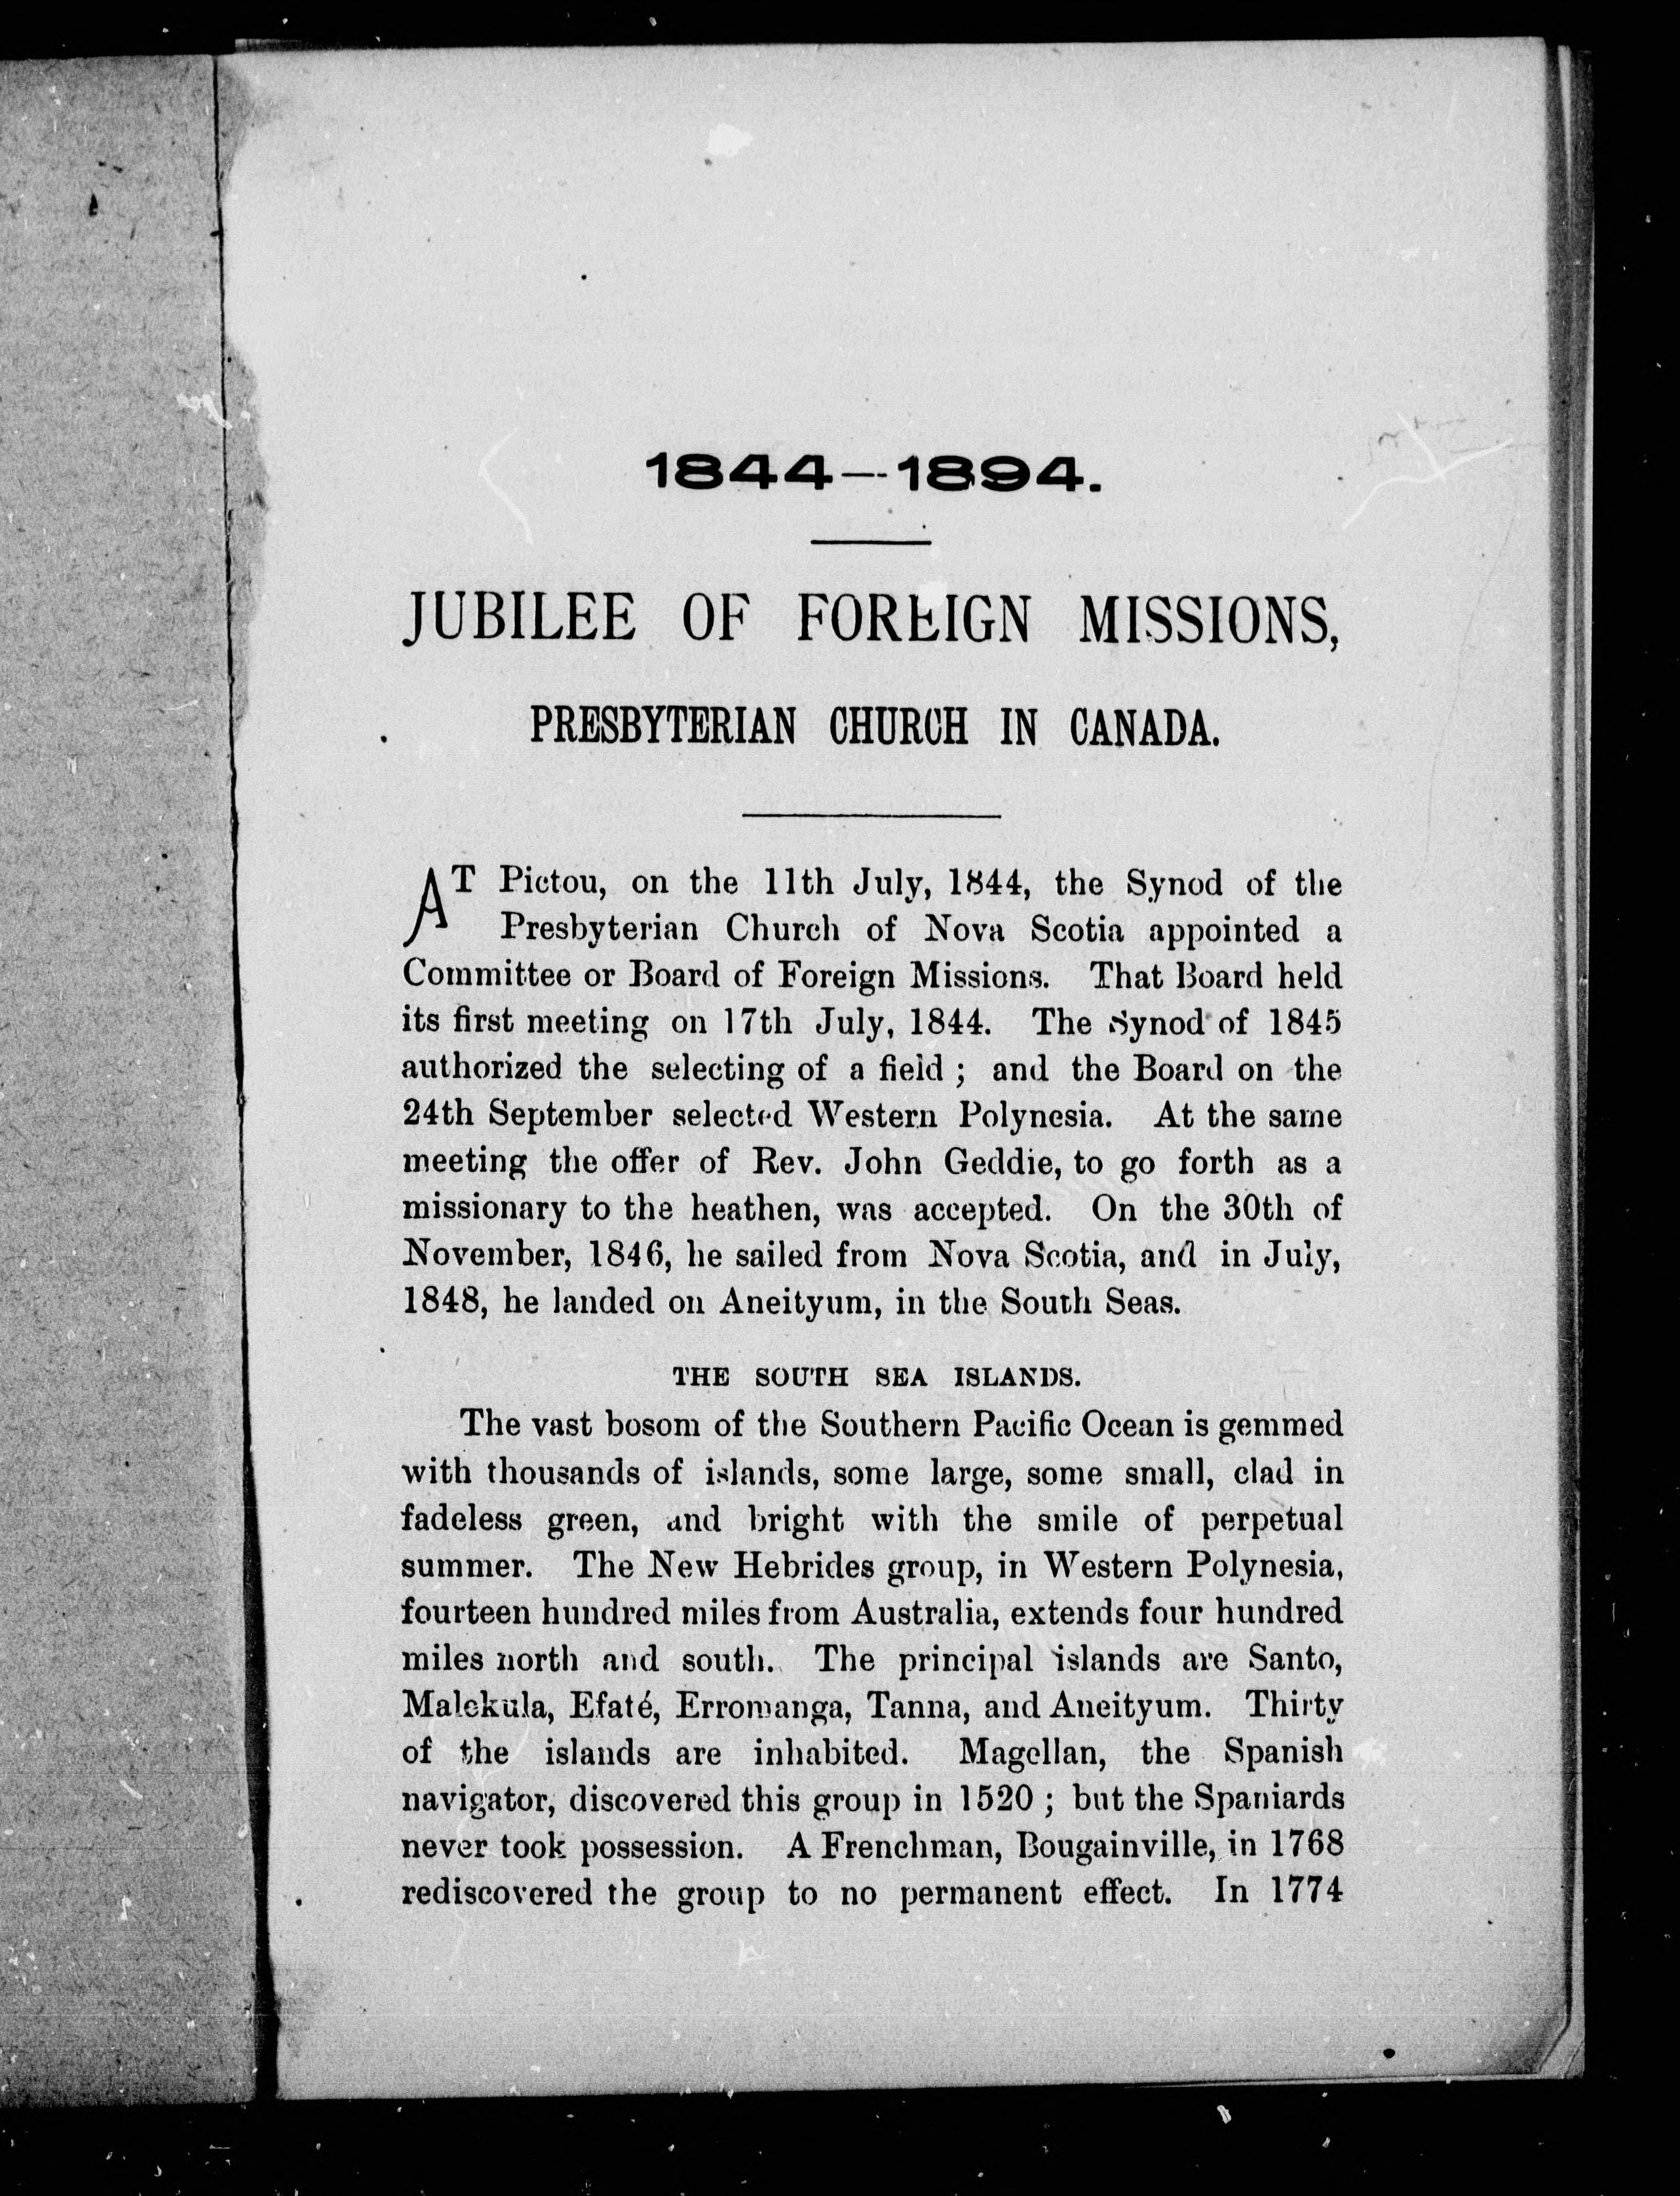 1844—1894.
JUBILEE OF FOREIGN MISSIONS,
PRESBYTERIAN CHURCH IN CANADA.
AT Pictou, on the 11th July, 1844, the Synod of the
Presbyterian Church of Nova Scotia appointed a
Committee or Board of Foreign Missions. That Board held
its first meeting on 17th July, 1844. The Synod of 1845
authorized the selecting of a field ; and the Board on the
24th September selected Western Polynesia. At the same
meeting the offer of Rev. John Geddie, to go forth as a
missionary to the heathen, was accepted. On the 30th of
November, 1846, he sailed from Nova Scotia, and in July,
1848, he landed on Aneityum, in the South Seas.
THE SOUTH SEA ISLANDS.
The vast bosom of the Southern Pacific Ocean is gemmed
with thousands of islands, some large, some small, clad in
fadeless green, and bright with the smile of perpetual
summer. The New Hebrides group, in Western Polynesia,
fourteen hundred miles from Australia, extends four hundred
miles north and south. The principal islands are Santo,
Malekula, Efaté, Erromanga, Tanna, and Aneityum. Thirty
of the islands are inhabited. Magellan, the Spanish
navigator, discovered this group in 1520 ; but the Spaniards
never took possession. A Frenchman, Bougainville, in 1768
rediscovered the group to no permanent effect. In 1774